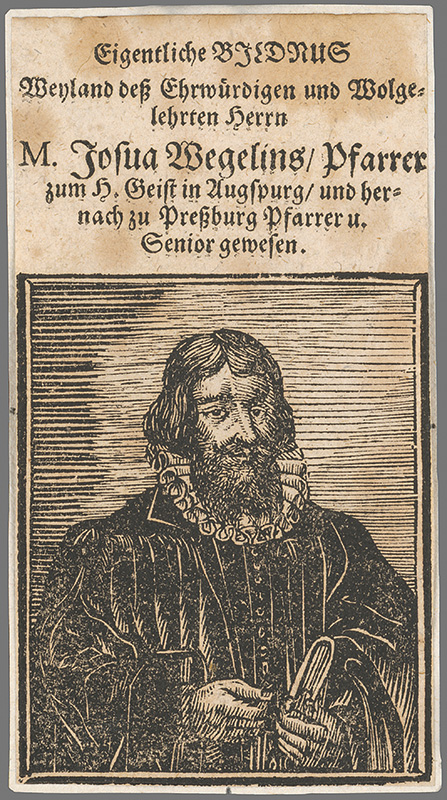 Eigentliche BILDNUS
Weyland deß Ehrwürdigen und Wolge-
lehrten Herrn
M. Josua Wegelins/ Pfarrer
zum H. Geist in Augspurg/ und her-
nach zu Preßburg Pfarrer u.
Senior gewesen.